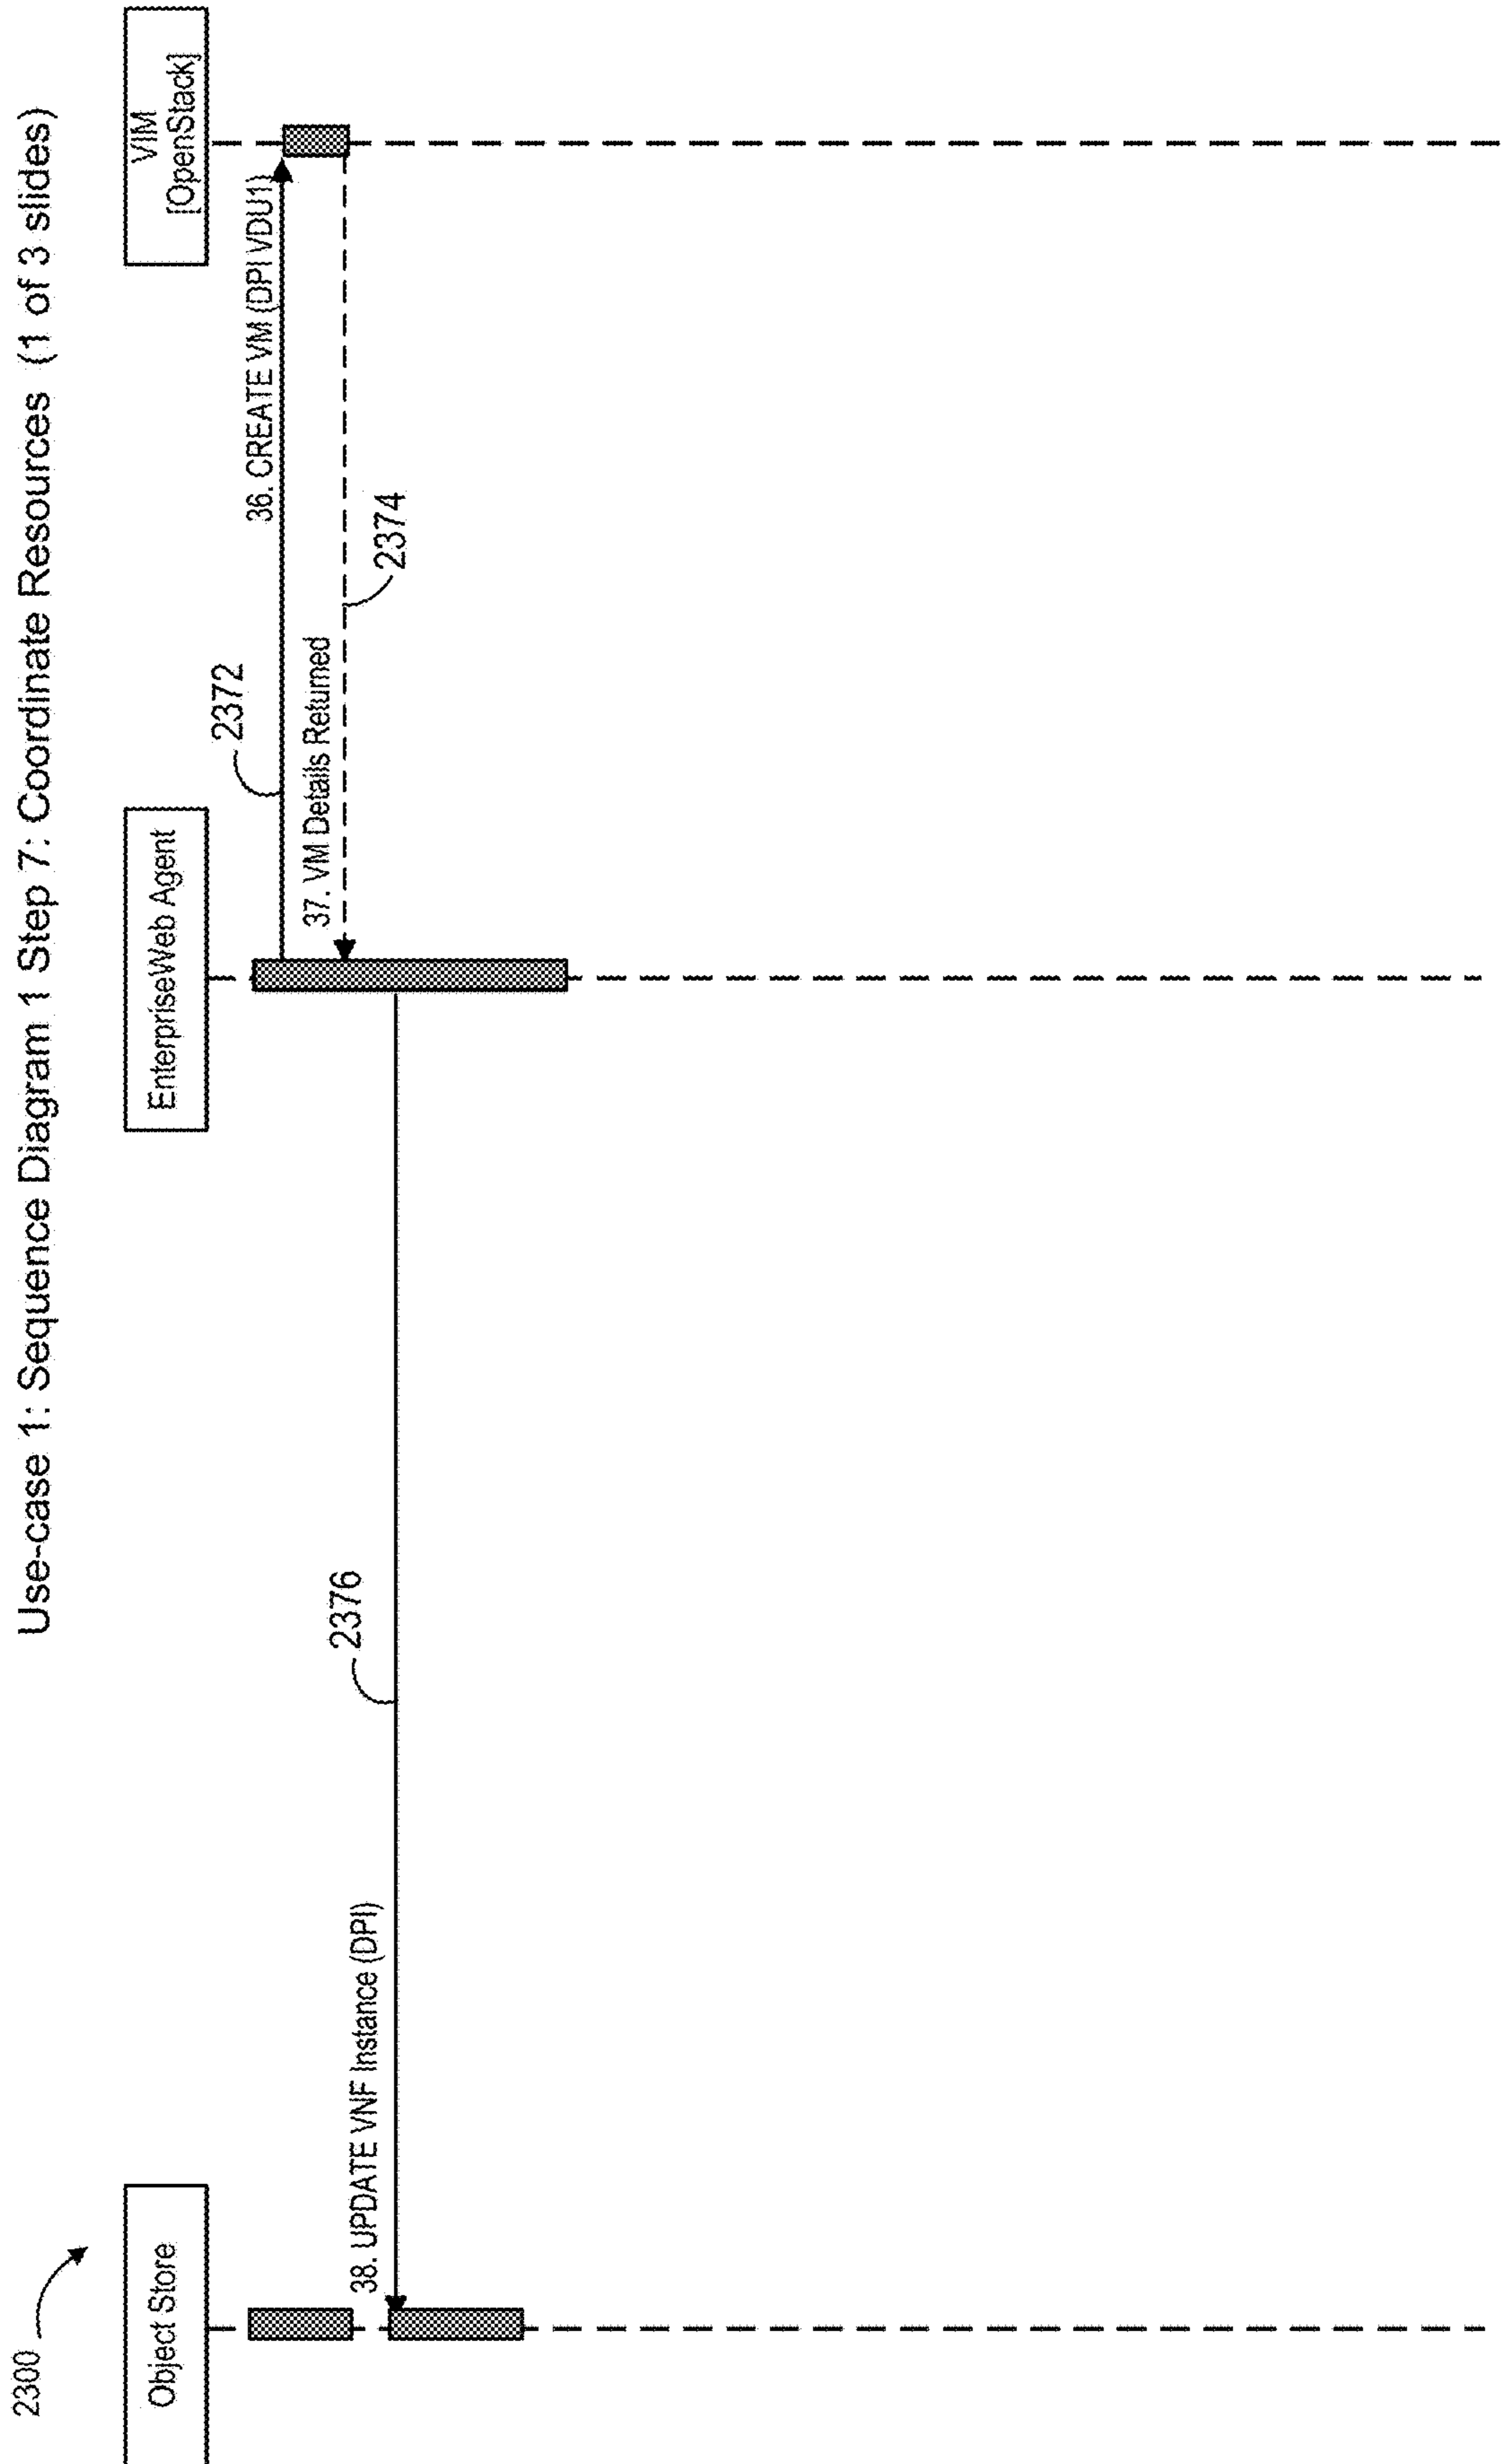 Use-case 1: Sequence Diagram 1 Step 7: Coordinate Resources (1 of 3 slides)
2300
Object Store
EnterpriseWeb Agent
VIM
[OpenStack]
2372
36. CREATE VM (DPI VDU1)
37. VM Details Returned
2374
2376
38. UPDATE VNF Instance (DPI)